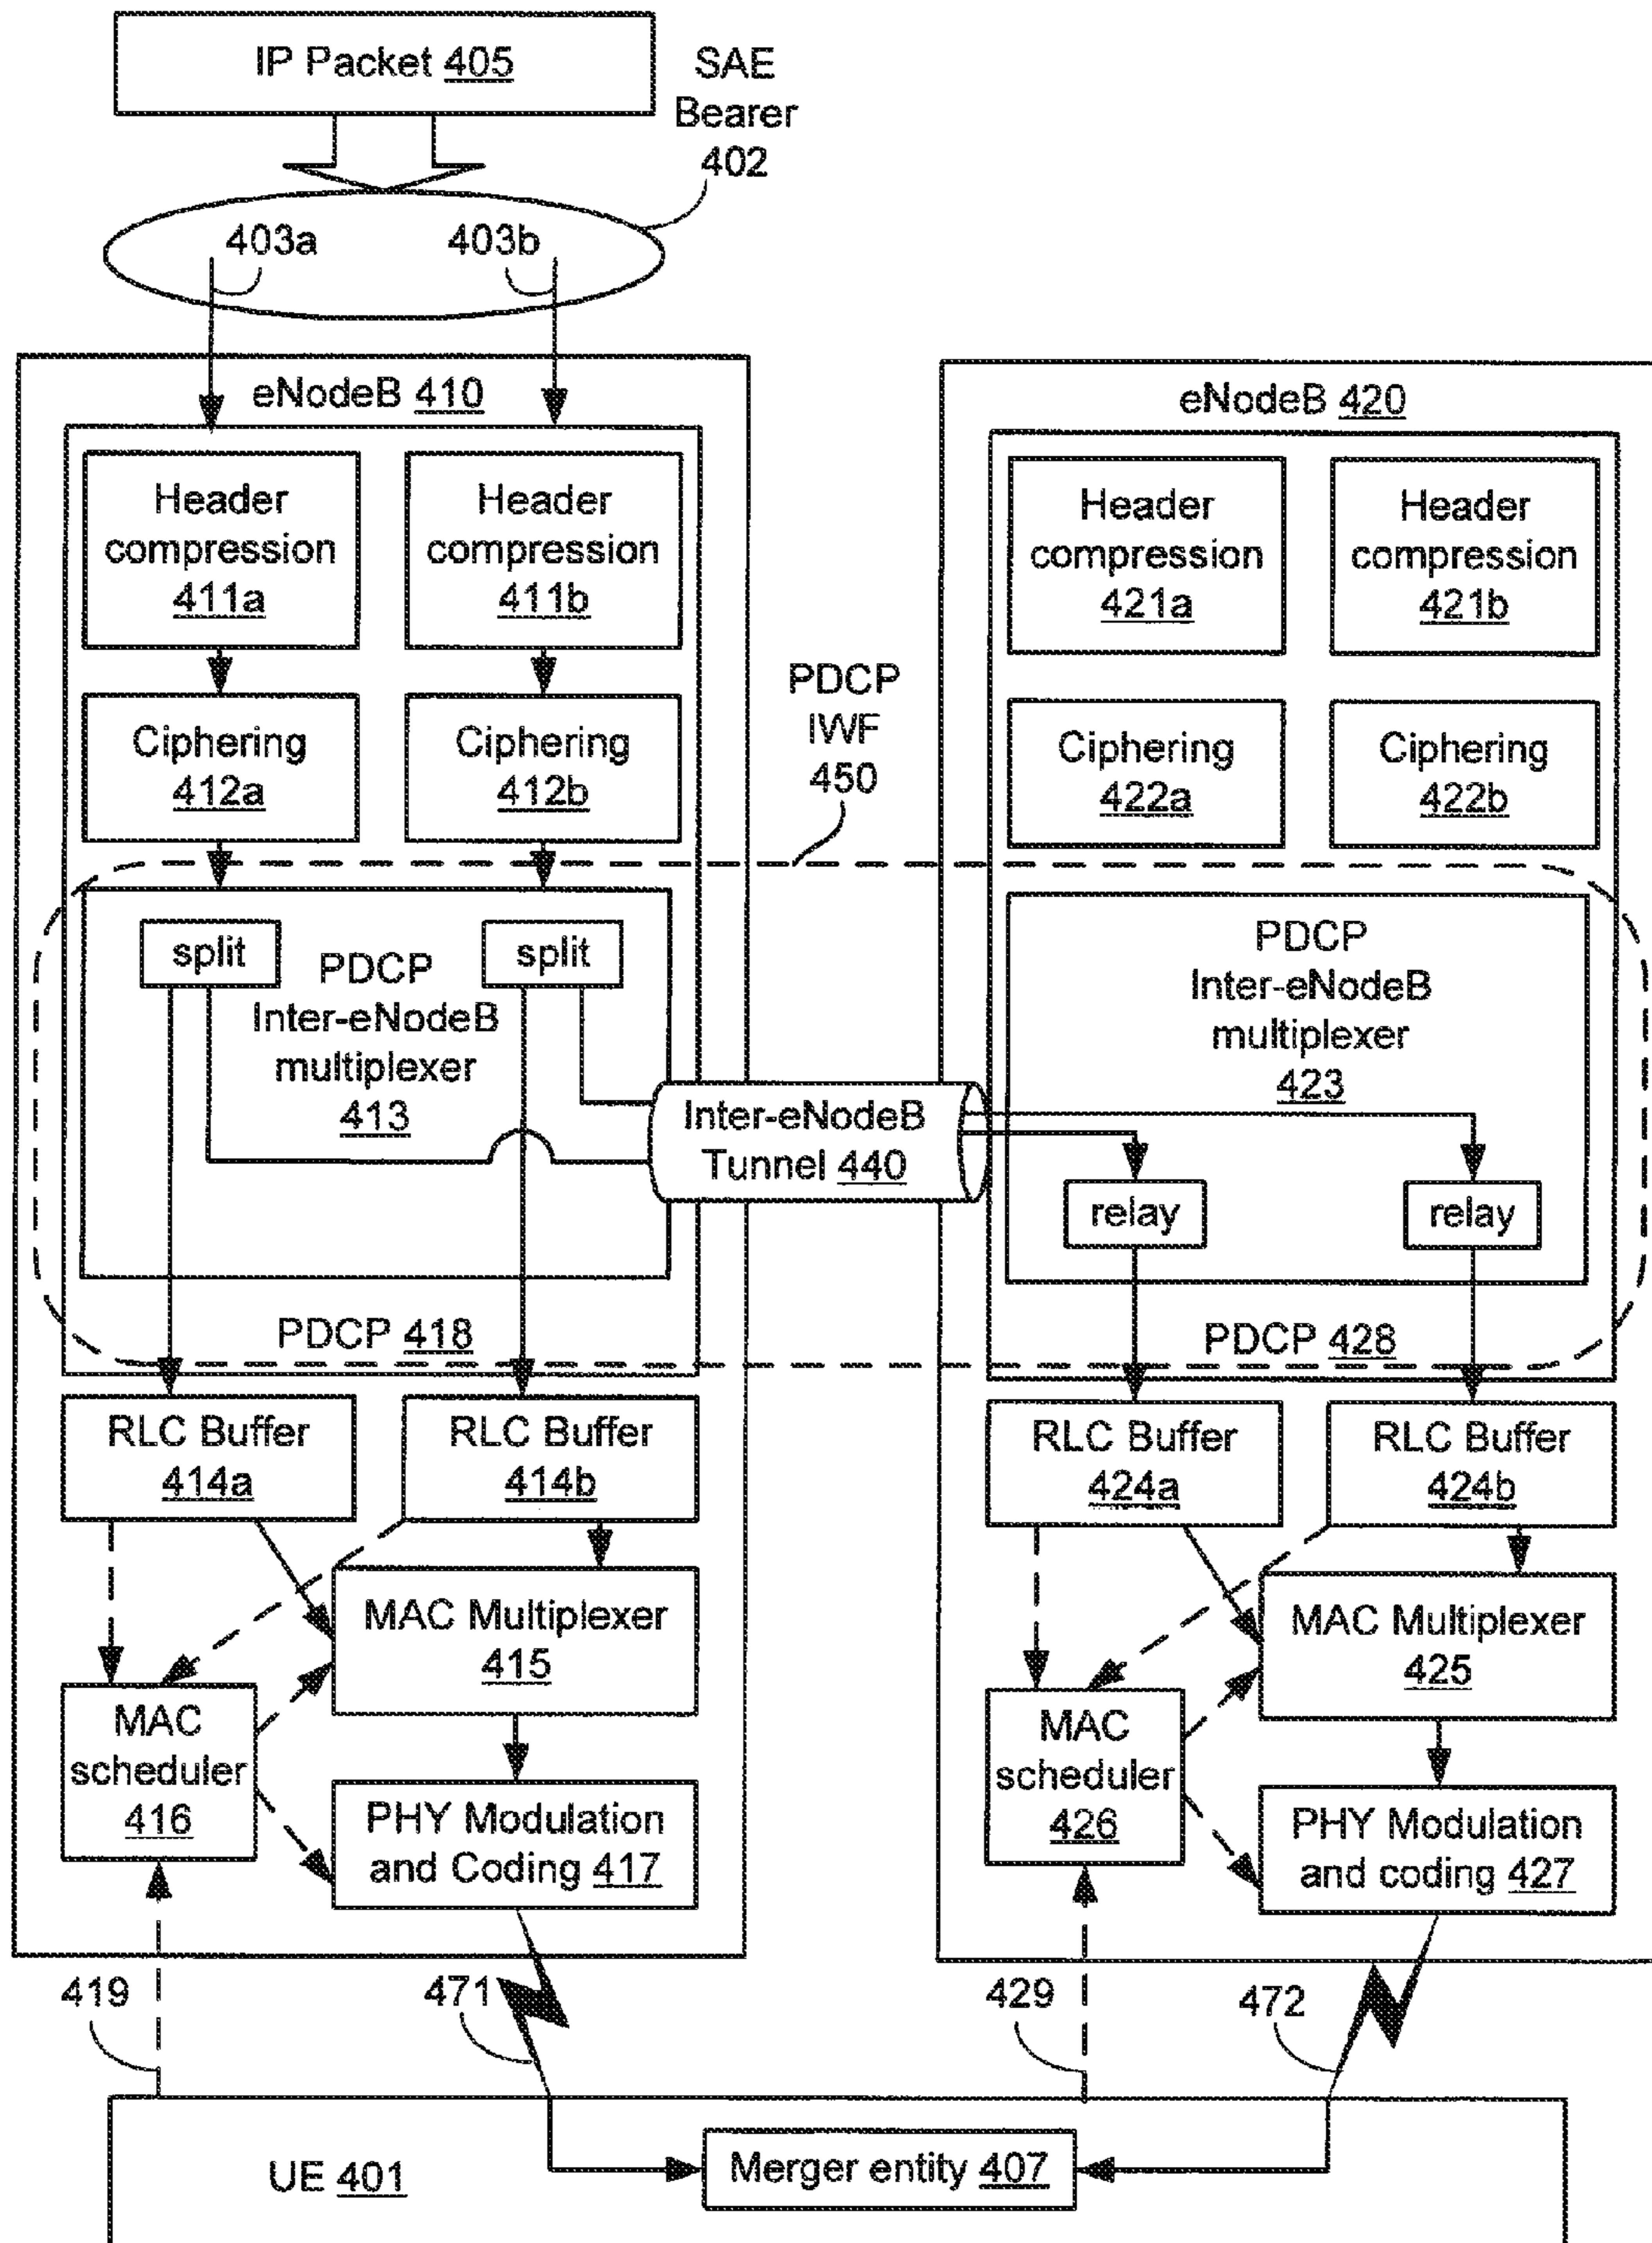 IP Packet 405
SAE
Bearer
402
403a
403b
eNodeB 410
Header
compression
411a
Header
compression
411b
Ciphering
412a
Ciphering
412b
PDCP
IWF
450
split
split
PDCP
Inter-eNodeB
multiplexer
413
PDCP 418
Inter-eNodeB
Tunnel 440
eNodeB 420
Header
compression
421a
Header
compression
421b
Ciphering
422a
Ciphering
422b
PDCP
Inter-eNodeB
multiplexer
423
relay
relay
PDCP 428
RLC Buffer
414a
RLC Buffer
414b
MAC Multiplexer
415
MAC
scheduler
416
PHY Modulation
and Coding 417
RLC Buffer
424a
RLC Buffer
424b
MAC Multiplexer
425
MAC
scheduler
426
PHY Modulation
and coding 427
419
471
429
472
UE 401
Merger entity 407